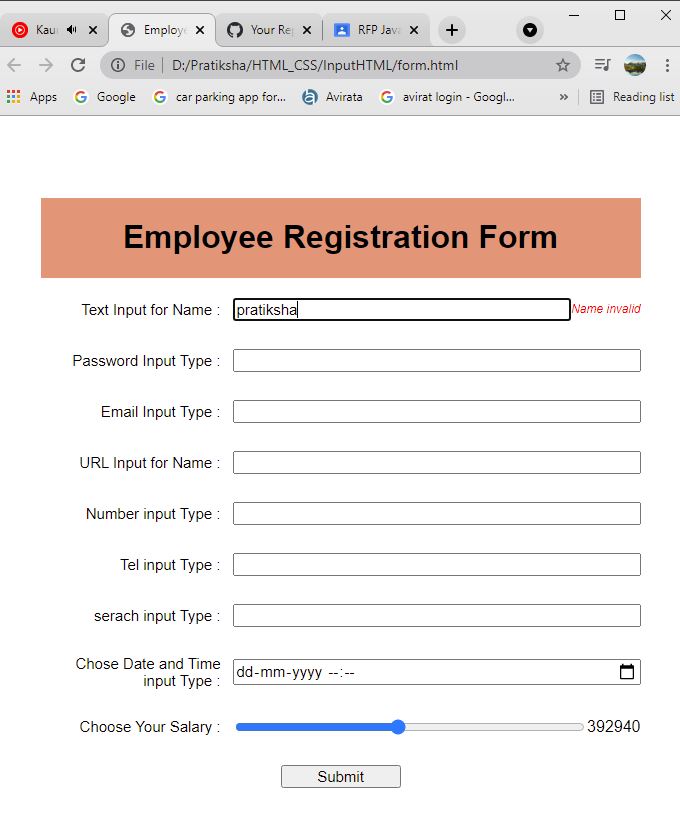 Kaur
Employe
Your Rep
RFP Java
File
D:/Pratiksha/HTML_CSS/InputHTML/form.html
Apps
Google
car parking app for...
Avirata
avirat login - Googl...
»
Reading list
Employee Registration Form
Text Input for Name : pratiksha Name invalid
Password Input Type :
Email Input Type :
URL Input for Name :
Number input Type :
Tel input Type :
serach input Type :
Chose Date and Time
input Type : dd-mm-yyyy --:--
Choose Your Salary : 392940
Submit